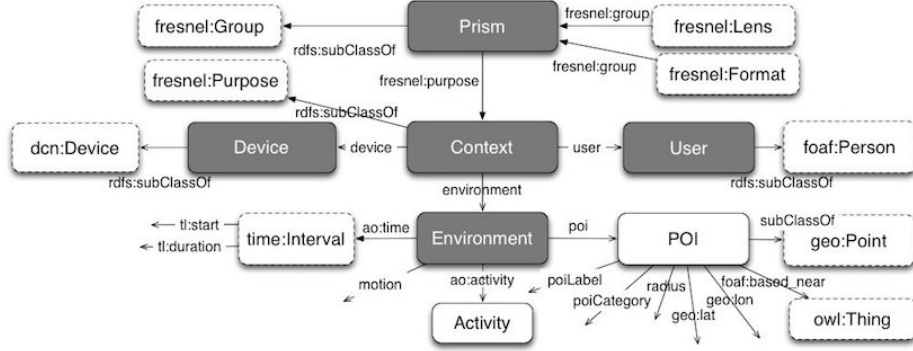 fresnel:Group
Prism
fresnel:group
fresnel:Lens
rdfs:subClassOf
fresnel:group
fresnel:Format
fresnel:Purpose
fresnel:purpose
rdfs:subClassOf
dcn:Device
Device
device
Context
user
User
foaf:Person
rdfs:subClassOf
rdfs:subClassOf
environment
tl:start
tl:duration
time:Interval
ao:time
Environment
poi
POI
subClassOf
geo:Point
motion
ao:activity
poiLabel
poiCategory
radius
geo:lat
geo:lon
foaf:based_near
Activity
owl:Thing